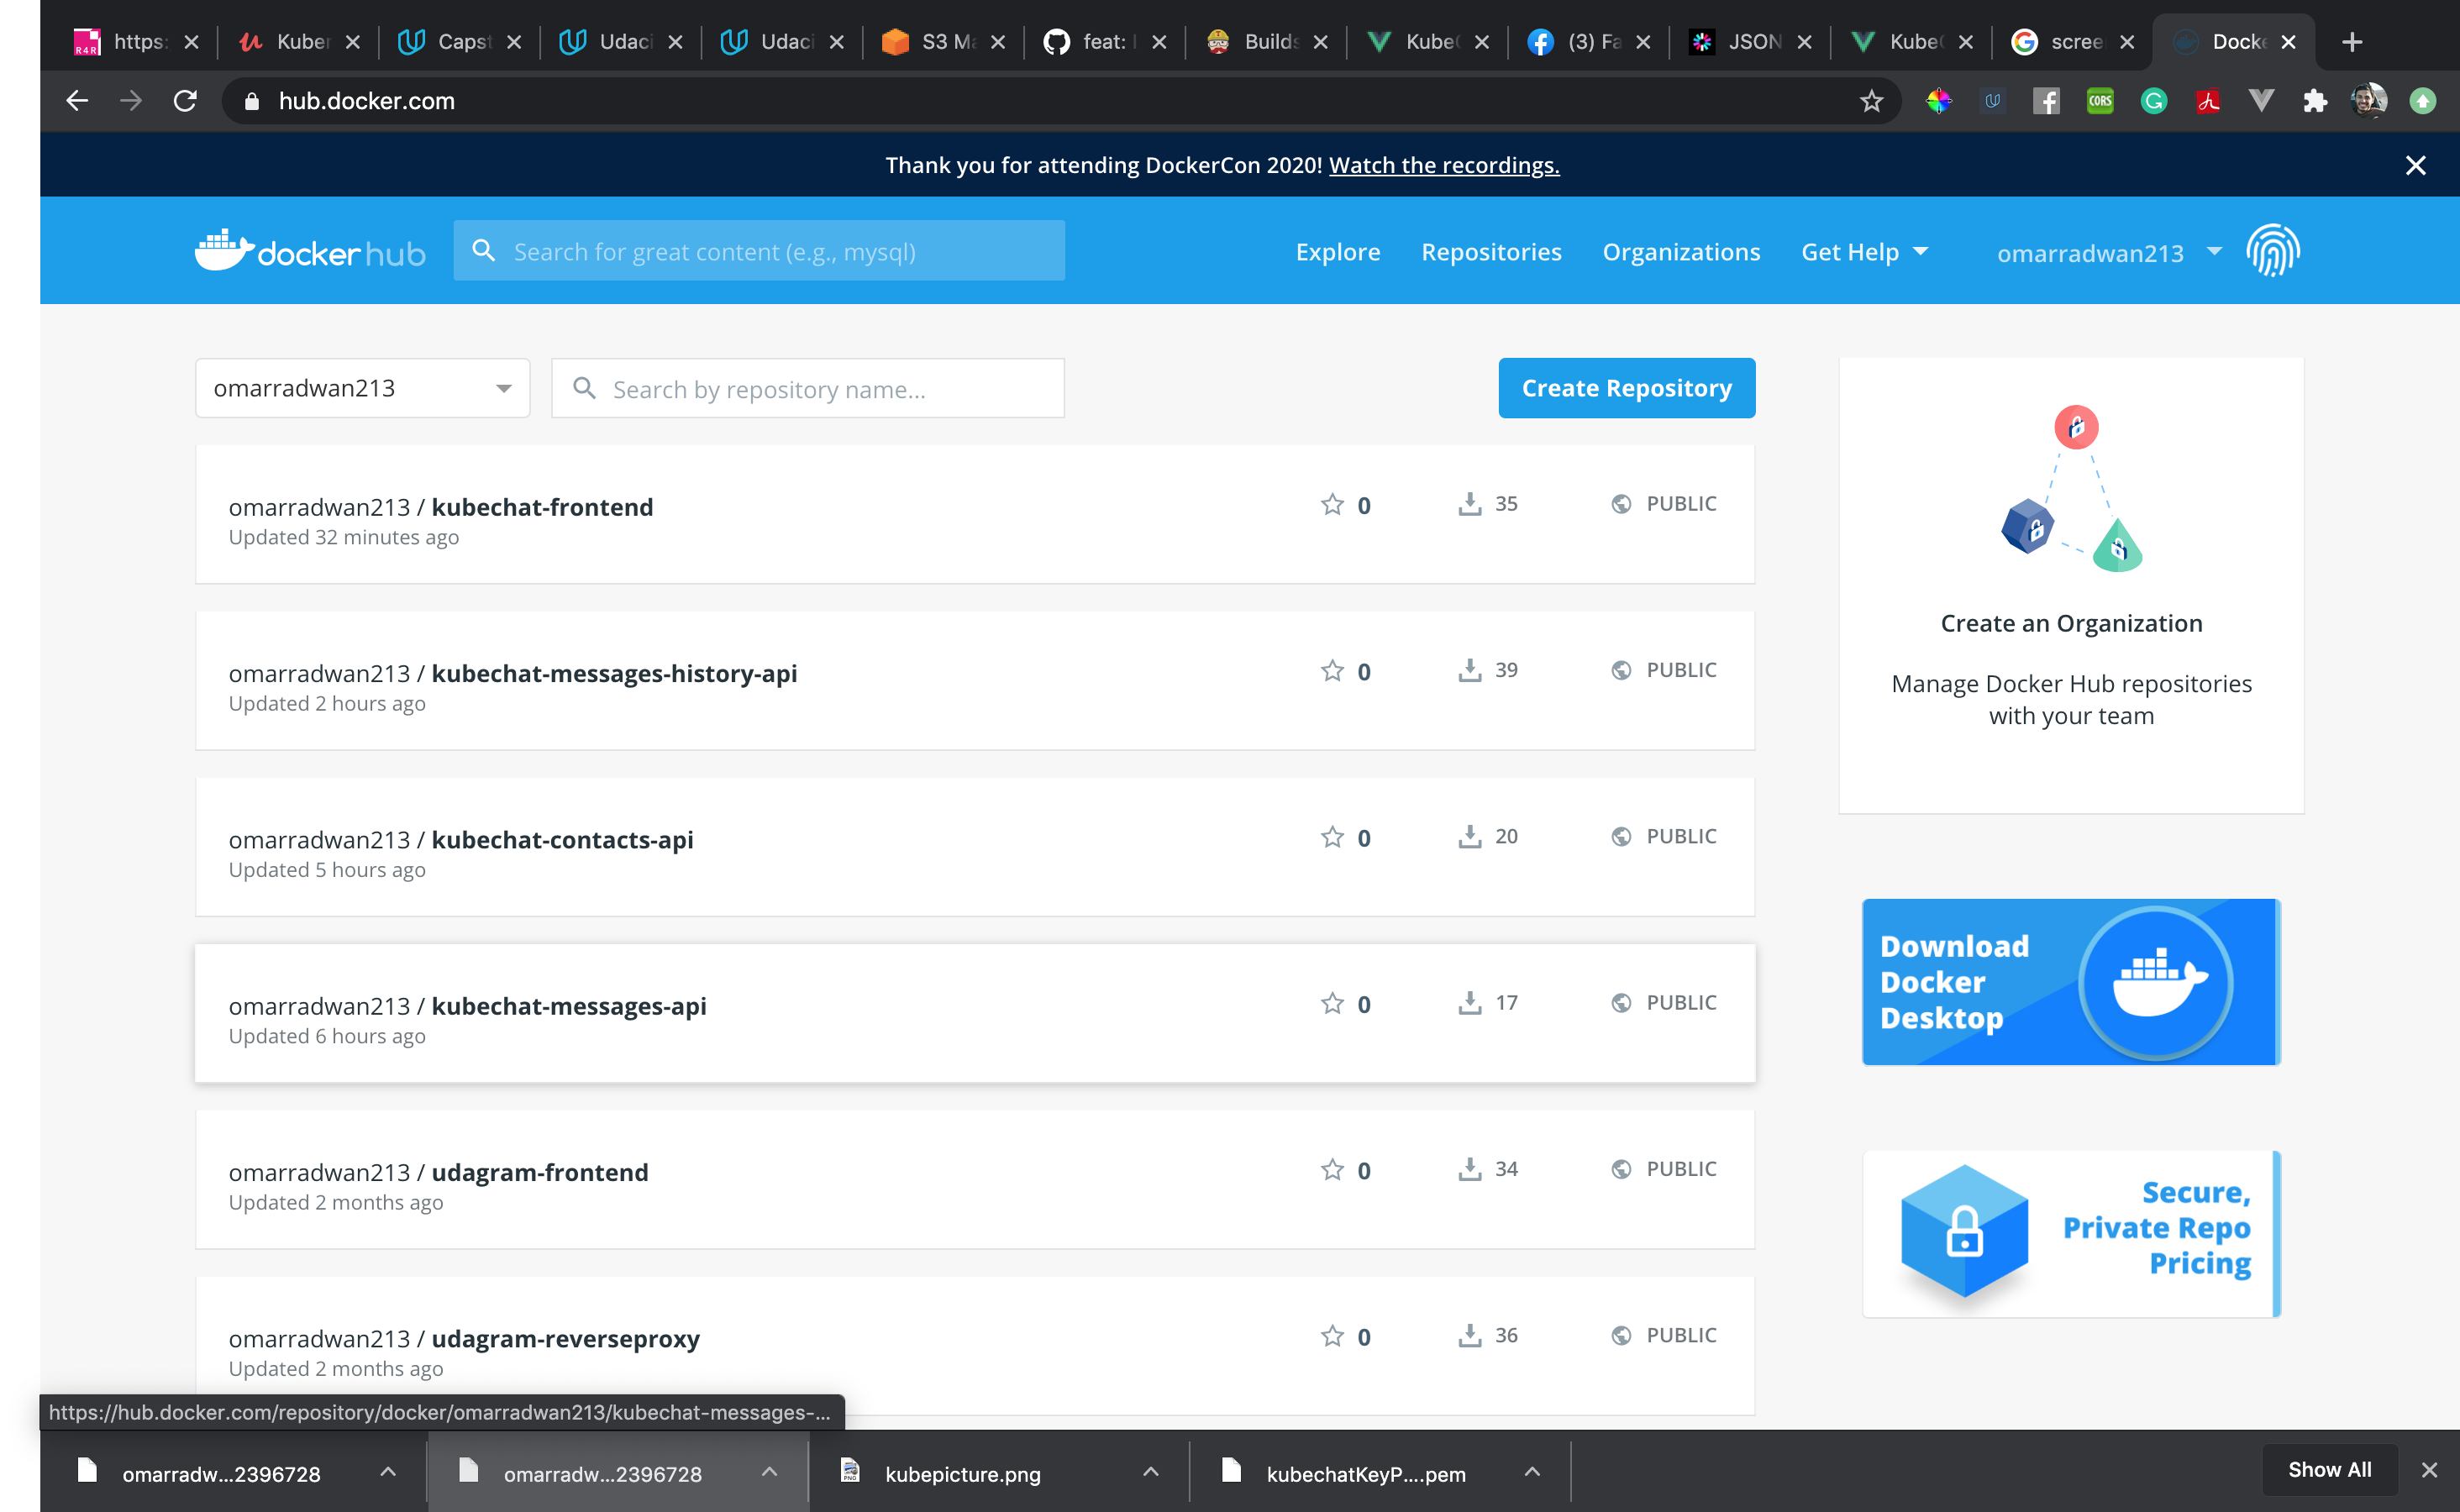 https: Kuber Capst Udaci Udaci S3 Ma feat: Builds KubeC (3) Fa JSON KubeC scree Docke
hub.docker.com
CORS
Thank you for attending DockerCon 2020! Watch the recordings.
docker hub
Search for great content (e.g., mysql)
Explore Repositories Organizations Get Help omarradwan213
omarradwan213
Search by repository name...
Create Repository
omarradwan213 / kubechat-frontend
Updated 32 minutes ago
0 35 PUBLIC
omarradwan213 / kubechat-messages-history-api
Updated 2 hours ago
0 39 PUBLIC
omarradwan213 / kubechat-contacts-api
Updated 5 hours ago
0 20 PUBLIC
omarradwan213 / kubechat-messages-api
Updated 6 hours ago
0 17 PUBLIC
omarradwan213 / udagram-frontend
Updated 2 months ago
0 34 PUBLIC
omarradwan213 / udagram-reverseproxy
Updated 2 months ago
0 36 PUBLIC
Create an Organization
Manage Docker Hub repositories
with your team
Download
Docker
Desktop
Secure,
Private Repo
Pricing
https://hub.docker.com/repository/docker/omarradwan213/kubechat-messages-...
omarradw...2396728
omarradw...2396728
kubepicture.png
kubechatKeyP....pem
Show All